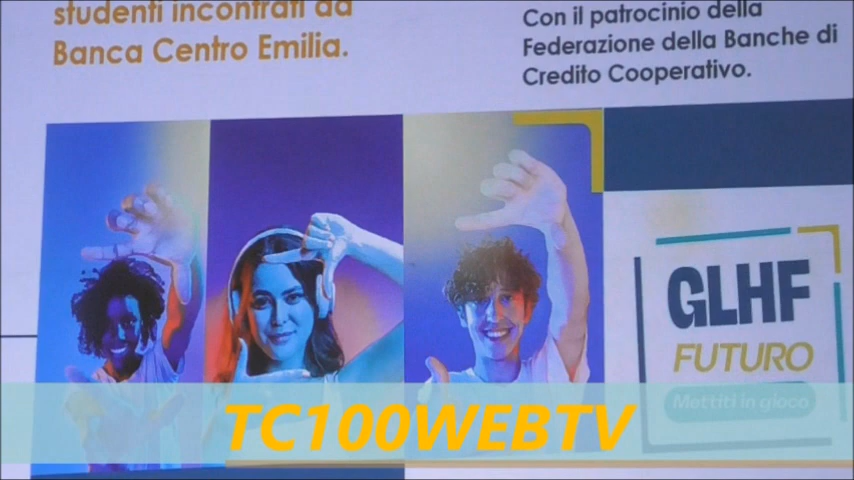 studenti incontrati da
Banca Centro Emilia.
Con il patrocinio della
Federazione della Banche di
Credito Cooperativo.
GLHF
FUTURO
Mettiti in gioco
TC100WEBTV